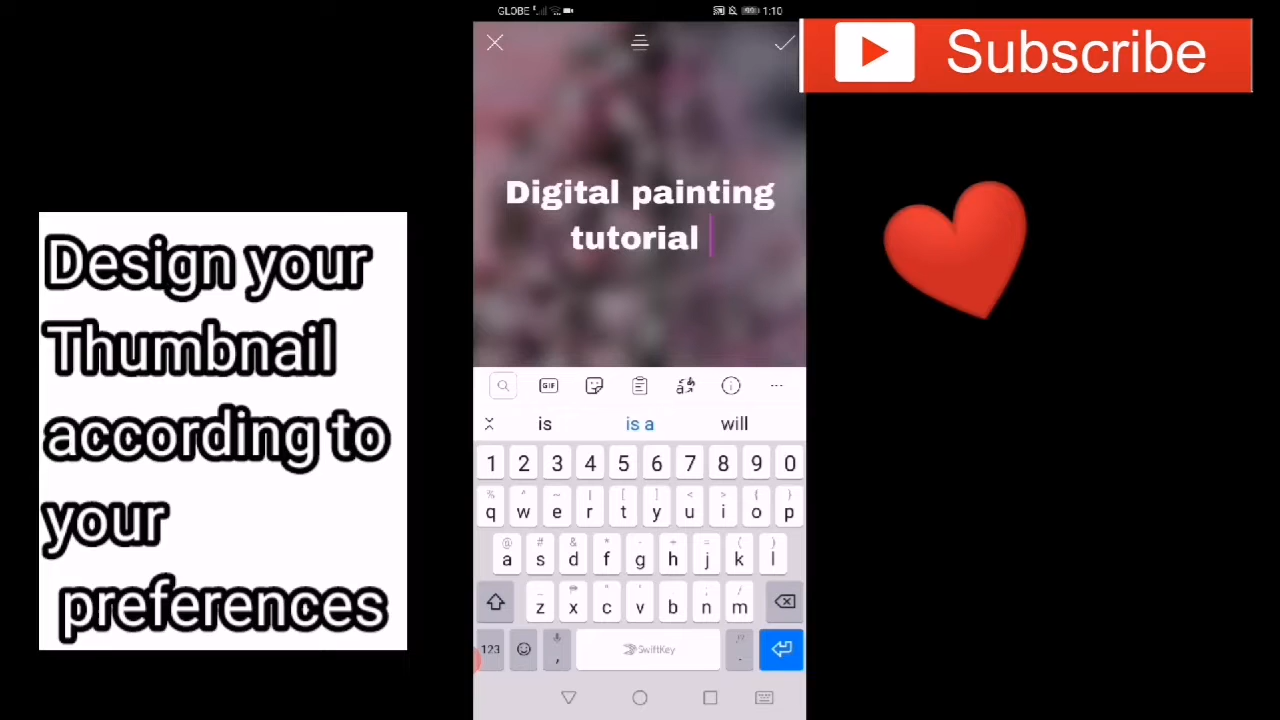 GLOBE
1:10
Subscribe
Digital painting
tutorial
Design your
Thumbnail
according to
your
preferences
GIF
is
is a
will
1 2 3 4 5 6 7 8 9 0
% ^ ~ | [ ] < > { }
q w e r t y u i o p
@ # & * - + = ( )
a s d f g h j k l
z x c v b n m
123
, SwiftKey .